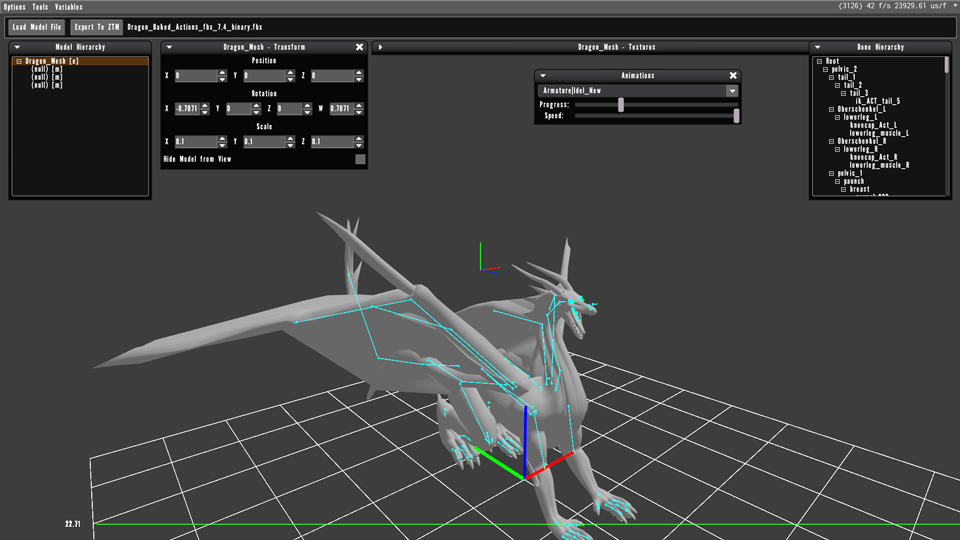 Options Tools Variables
(3126) 42 f/s 23929.61 us/f +
Load Model File Export To ZTM Dragon_Baked_Actions_fbx_7.4_binary.fbx
Model Hierarchy
Dragon_Mesh [e]
(null) [m]
(null) [m]
(null) [m]
Dragon_Mesh - Transform
Position
X 0 Y 0 Z 0
Rotation
X -0.7071 Y 0 Z 0 W 0.7071
Scale
X 0.1 Y 0.1 Z 0.1
Hide Model from View
Dragon_Mesh - Textures
Animations
Armature|Idel_New
Progress:
Speed:
Bone Hierarchy
Root
pelvic_2
tail_1
tail_2
tail_3
ik_ACT_tail_5
Oberschenkel_L
lowerleg_L
kneecap_Act_L
lowerleg_muscle_L
Oberschenkel_R
lowerleg_R
kneecap_Act_R
lowerleg_muscle_R
pelvic_1
paunch
breast
22.71